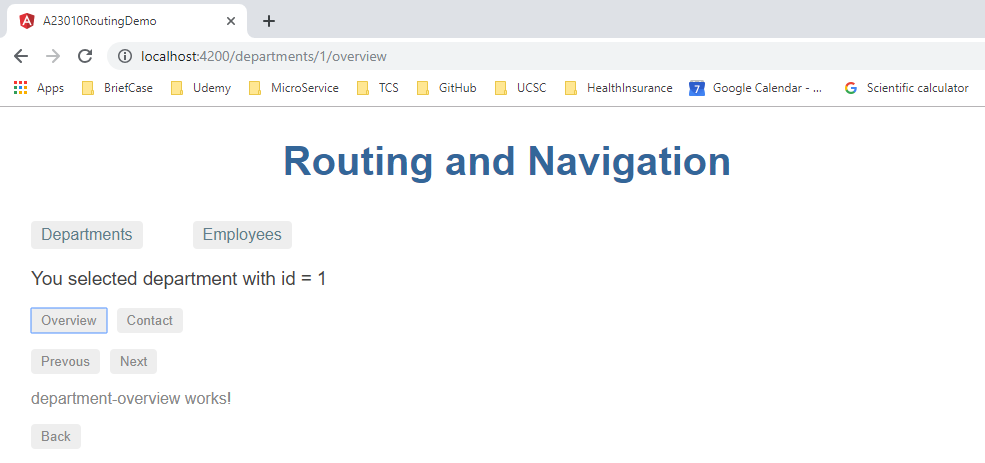 A23010RoutingDemo
localhost:4200/departments/1/overview
Apps BriefCase Udemy MicroService TCS GitHub UCSC HealthInsurance 7 Google Calendar - ... G Scientific calculator
Routing and Navigation
Departments Employees
You selected department with id = 1
Overview Contact
Prevous Next
department-overview works!
Back